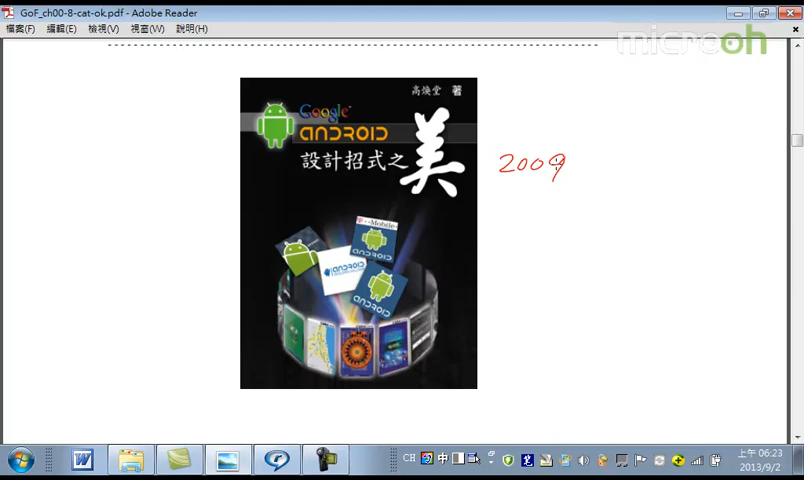 GoF_ch00-8-cat-ok.pdf - Adobe Reader
檔案(F) 編輯(E) 檢視(V) 視窗(W) 說明(H)
microoh
高煥堂 著
Google
ANDROID
設計招式之美
2009
T--Mobile-
ANDROID
ANDROID
ANDROID
CH 中
上午 06:23
2013/9/2